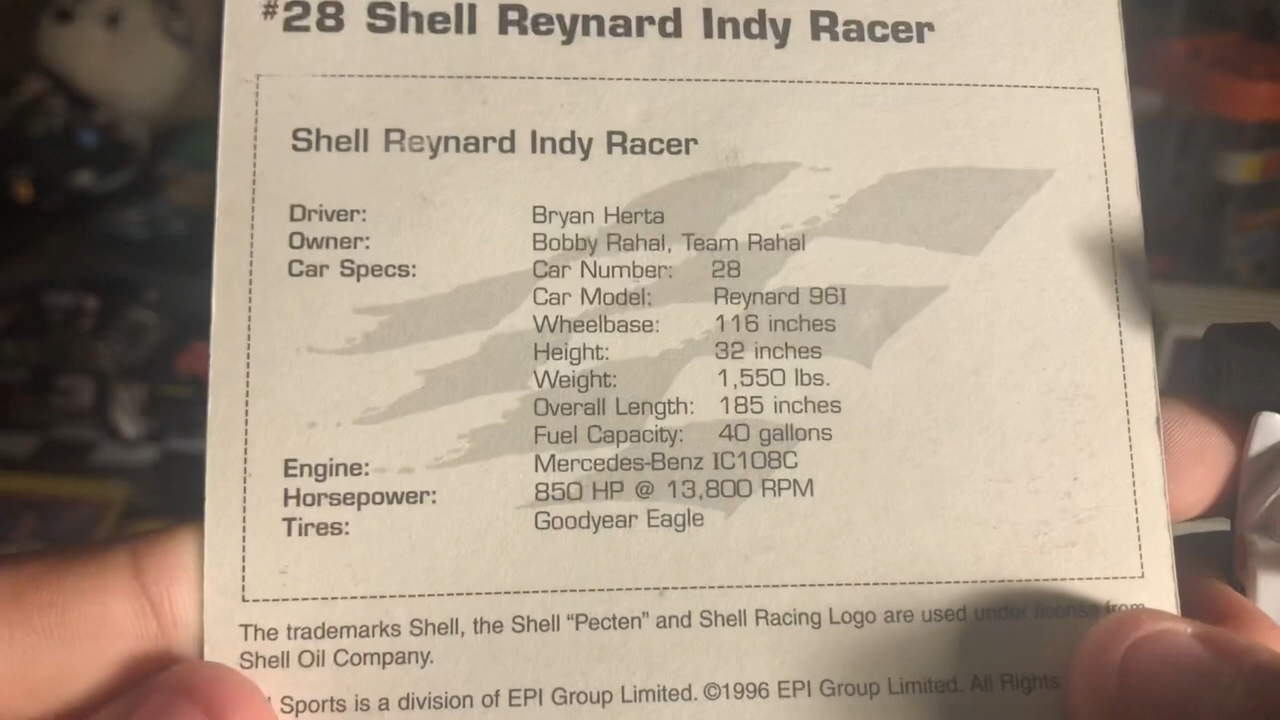 #28 Shell Reynard Indy Racer
Shell Reynard Indy Racer
Driver: Bryan Herta
Owner: Bobby Rahal, Team Rahal
Car Specs: Car Number: 28
Car Model: Reynard 96I
Wheelbase: 116 inches
Height: 32 inches
Weight: 1,550 lbs.
Overall Length: 185 inches
Fuel Capacity: 40 gallons
Engine: Mercedes-Benz IC108C
Horsepower: 850 HP @ 13,800 RPM
Tires: Goodyear Eagle
The trademarks Shell, the Shell “Pecten” and Shell Racing Logo are used under license from
Shell Oil Company.
Sports is a division of EPI Group Limited. ©1996 EPI Group Limited. All Rights